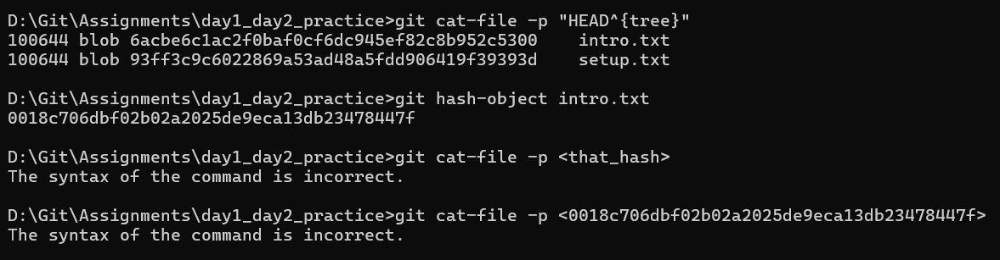 D:\Git\Assignments\day1_day2_practice>git cat-file -p "HEAD^{tree}"
100644 blob 6acbe6c1ac2f0baf0cf6dc945ef82c8b952c5300    intro.txt
100644 blob 93ff3c9c6022869a53ad48a5fdd906419f39393d    setup.txt
D:\Git\Assignments\day1_day2_practice>git hash-object intro.txt
0018c706dbf02b02a2025de9eca13db23478447f
D:\Git\Assignments\day1_day2_practice>git cat-file -p <that_hash>
The syntax of the command is incorrect.
D:\Git\Assignments\day1_day2_practice>git cat-file -p <0018c706dbf02b02a2025de9eca13db23478447f>
The syntax of the command is incorrect.